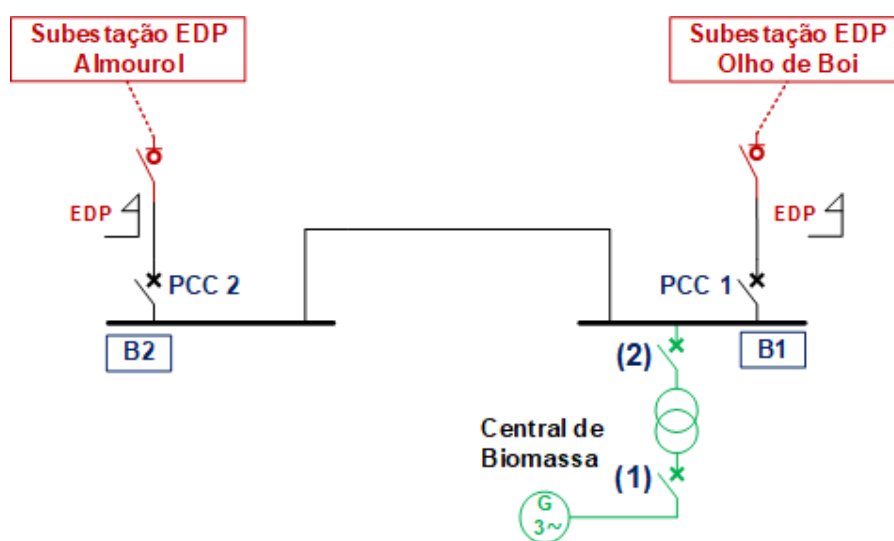 Subestação EDP
Almourol
Subestação EDP
Olho de Boi
EDP
EDP
PCC 2
PCC 1
B2
(2)
B1
Central de
Biomassa
(1)
G
3~